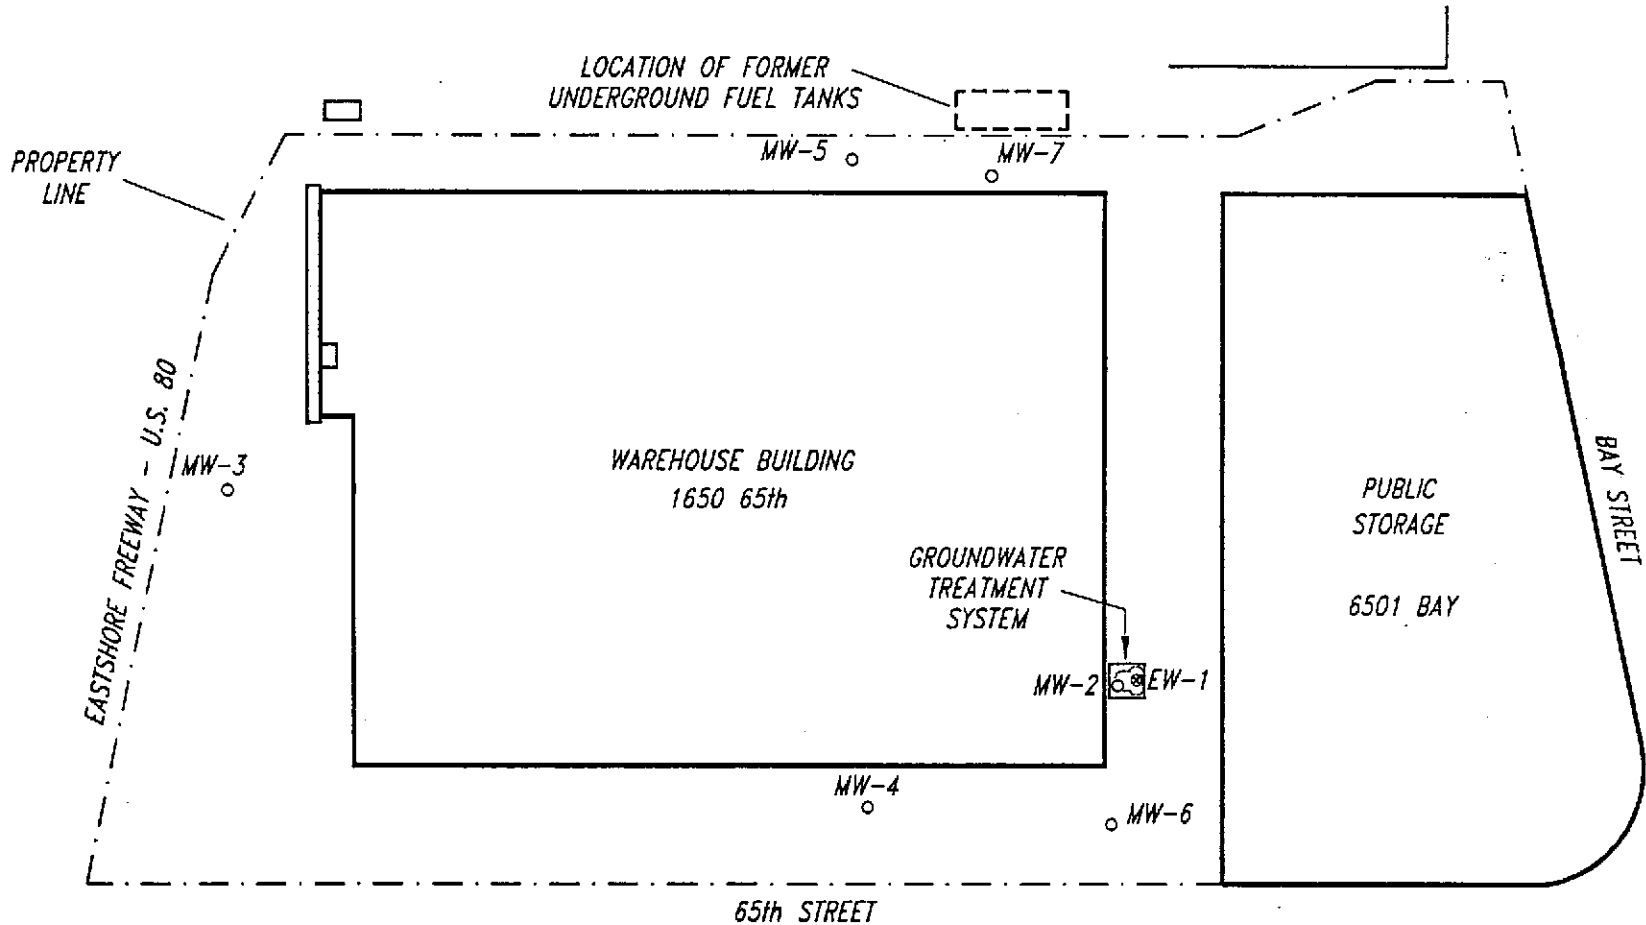 LOCATION OF FORMER
UNDERGROUND FUEL TANKS
PROPERTY
LINE
MW-5
MW-7
EASTSHORE FREEWAY - U.S. 80
MW-3
WAREHOUSE BUILDING
1650 65th
GROUNDWATER
TREATMENT
SYSTEM
MW-2
EW-1
PUBLIC
STORAGE
6501 BAY
BAY STREET
MW-4
MW-6
65th STREET